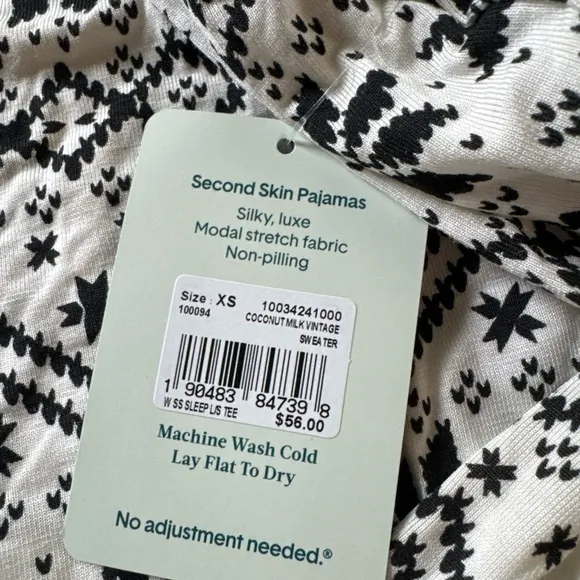 Second Skin Pajamas
Silky, luxe
Modal stretch fabric
Non-pilling
Size : XS 10034241000
100094 COCONUT MILK VINTAGE
SWEATER
1 90483 84739 8
W SS SLEEP L/S TEE
$56.00
Machine Wash Cold
Lay Flat To Dry
No adjustment needed.®